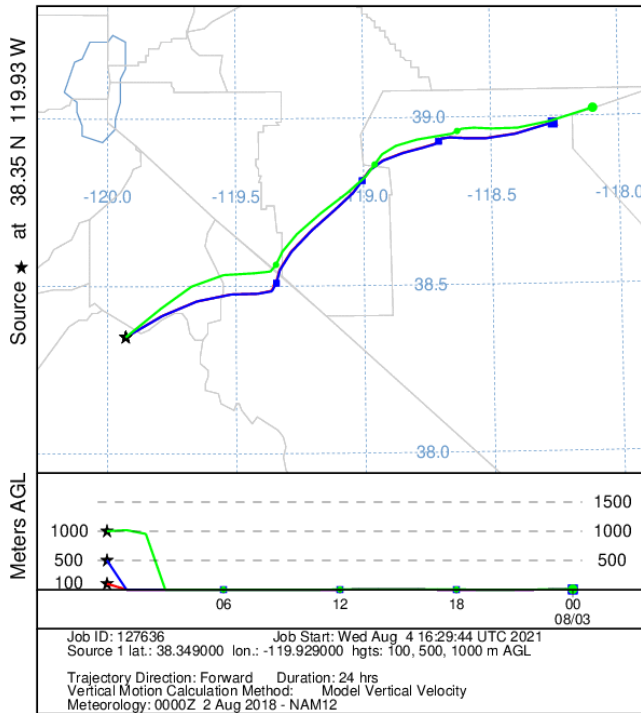 Source ★ at 38.35 N 119.93 W
39.0
-120.0 -119.5 -119.0 -118.5 -118.0
38.5
38.0
Meters AGL
1500
1000 1000
500 500
100
06 12 18 00
08/03
Job ID: 127636 Job Start: Wed Aug 4 16:29:44 UTC 2021
Source 1 lat.: 38.349000 lon.: -119.929000 hgts: 100, 500, 1000 m AGL
Trajectory Direction: Forward Duration: 24 hrs
Vertical Motion Calculation Method: Model Vertical Velocity
Meteorology: 0000Z 2 Aug 2018 - NAM12